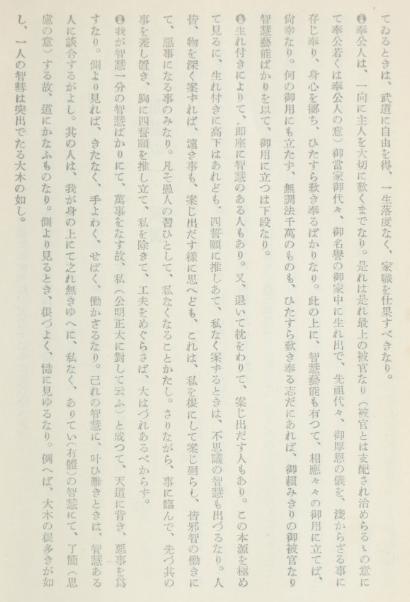 てゐるときは、武道に自由を得、一生落度なく、家職を仕果すべきなり。
❶奉公人は、一向に主人を大切に歎くまでなり。是れは是れ最上の被官なり(被官とは支配され治めらるゝの意に
て奉公若くは奉公人の意)御當家御代々、御名譽の御家中に生れ出で、先祖代々、御厚恩の儀を、淺からざる事に
存じ奉り、身心を擲ち、ひたすら歎き奉るばかりなり。此の上に、智慧藝能も有つて、相應々々の御用に立てば、
尙幸なり。何の御用にも立たず、無調法千萬のものも、ひたすら歎き奉る志だにあれば、御賴みきりの御被官なり
智慧藝能ばかりを以て、御用に立つは下段なり。
❶生れ付きによりて、卽座に智慧のある人もあり。又、退いて枕をわりて、案じ出だす人もあり。この本源を極め
て見るに、生れ付きに高下はあれども、四誓願に推しあて、私なく案ずるときは、不思議の智慧も出づるなり。人
皆、物を深く案ずれば、遠き事も、案じ出だす樣に思へども、これは、私を根にして案じ廻らし、皆邪智の働きに
て、惡事になる事のみなり。凡そ愚人の習ひとして、私なくなることかたし。さりながら、事に臨んで、先づ其の
事を差し置き、胸に四誓願を推し立て、私を除きて、工夫をめぐらさば、大はづれあるべからず。
❶我が智慧一分の智慧ばかりにて、萬事をなす故、私(公明正大に對して云ふ)と成つて、天道に背き、惡事を爲
すなり。側より見れば、きたなく、手よわく、せばく、働かざるなり。己れの智慧に、叶ひ難きときは、智慧ある
人に談合するがよし。其の人は、我が身の上にて之れ無きゆへに、私なく、ありてい(有體)の智慧にて、了簡(思
慮の意)する故、道にかなふものなり。側より見るとき、根づよく、慥に見ゆるなり。例へば、大木の根多きが如
し、一人の智慧は突出でたる大木の如し。